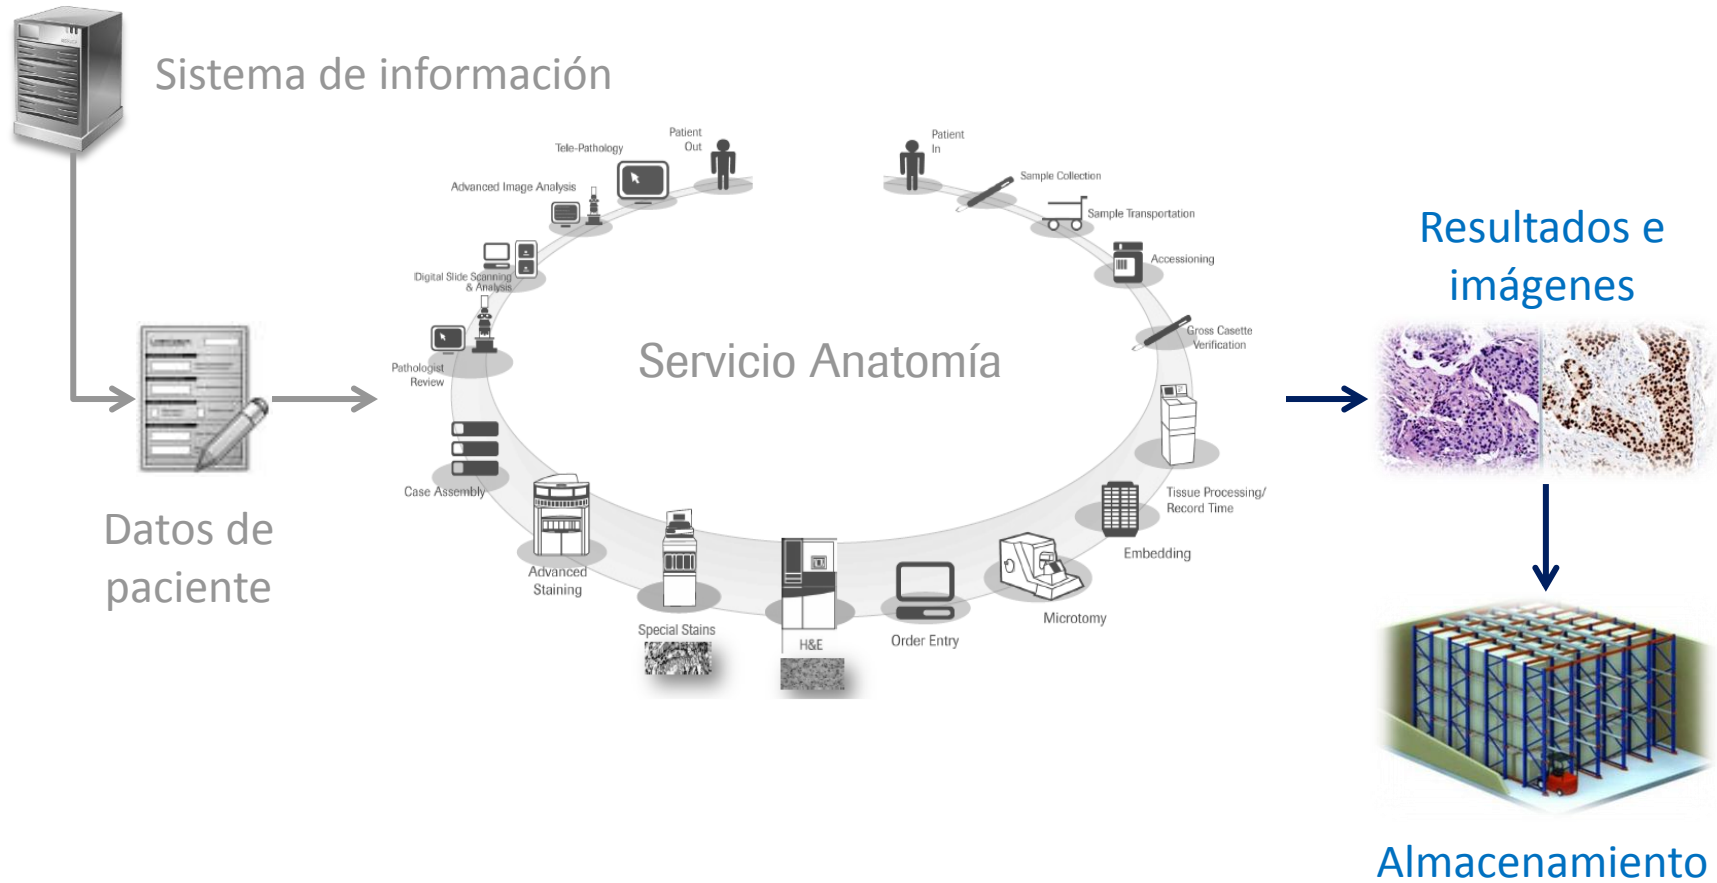 Sistema de información
Datos de
paciente
Servicio Anatomía
Patient
In
Sample Collection
Sample Transportation
Accessioning
Gross Casette
Verification
Tissue Processing/
Record Time
Embedding
Microtomy
Order Entry
H&E
Special Stains
Advanced
Staining
Case Assembly
Pathologist
Review
Digital Slide Scanning
& Analysis
Advanced Image Analysis
Tele-Pathology
Patient
Out
Resultados e
imágenes
Almacenamiento